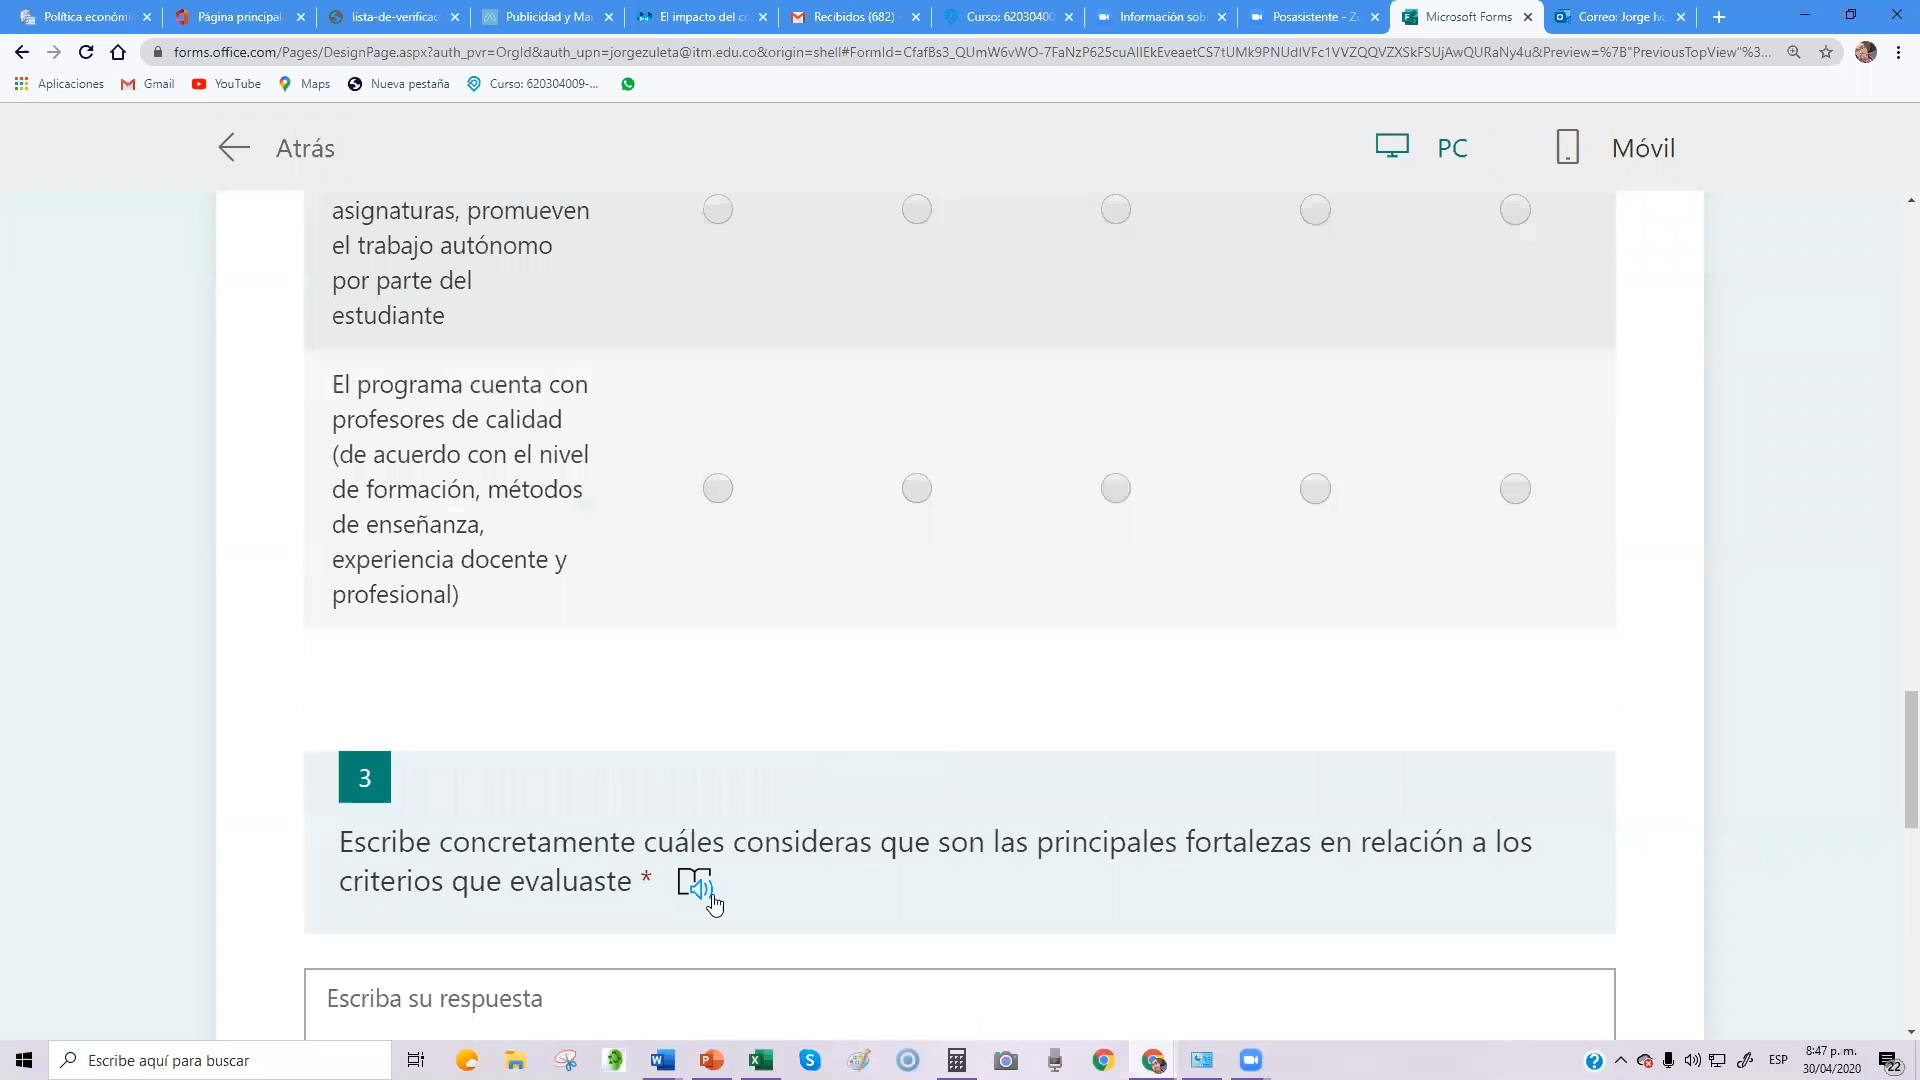 Política económi
Página principal
lista-de-verificac
Publicidad y Ma
El impacto del co
Recibidos (682) -
Curso: 62030400
Información sob
Posasistente - Zo
Microsoft Forms
Correo: Jorge Iv
forms.office.com/Pages/DesignPage.aspx?auth_pvr=OrgId&auth_upn=jorgezuleta@itm.edu.co&origin=shell#FormId=CfafBs3_QUmW6vWO-7FaNzP625cuAlIEkEveaetCS7tUMk9PNUdIVFc1VVZQQVZXSkFSUjAwQURaNy4u&Preview=%7B"PreviousTopView"%3...
Aplicaciones
Gmail
YouTube
Maps
Nueva pestaña
Curso: 620304009-...
Atrás
PC
Móvil
asignaturas, promueven
el trabajo autónomo
por parte del
estudiante
El programa cuenta con
profesores de calidad
(de acuerdo con el nivel
de formación, métodos
de enseñanza,
experiencia docente y
profesional)
3
Escribe concretamente cuáles consideras que son las principales fortalezas en relación a los
criterios que evaluaste *
Escriba su respuesta
Escribe aquí para buscar
ESP
8:47 p. m.
30/04/2020
22